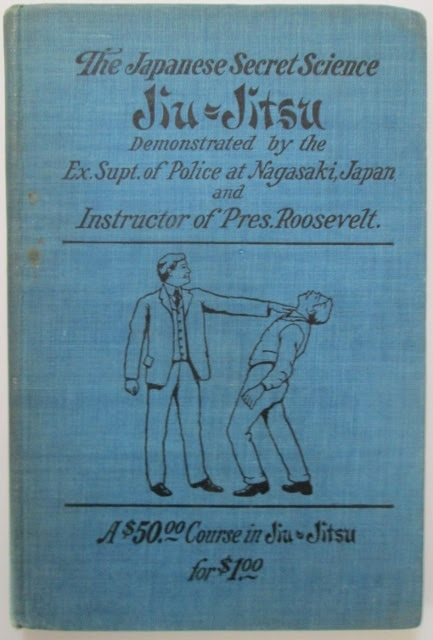 The Japanese Secret Science
Jiu-Jitsu
Demonstrated by the
Ex. Supt. of Police at Nagasaki, Japan
and
Instructor of Pres. Roosevelt.
A $50.00 Course in Jiu-Jitsu
for $1.00